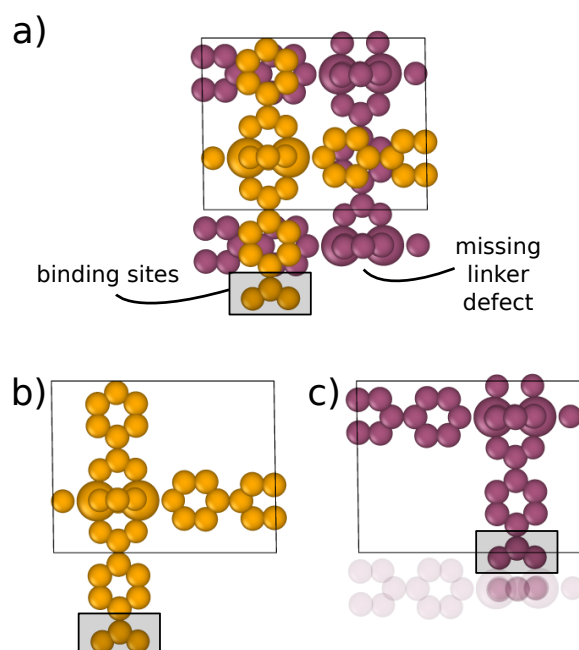 a)
binding sites
missing
linker
defect
b)
c)